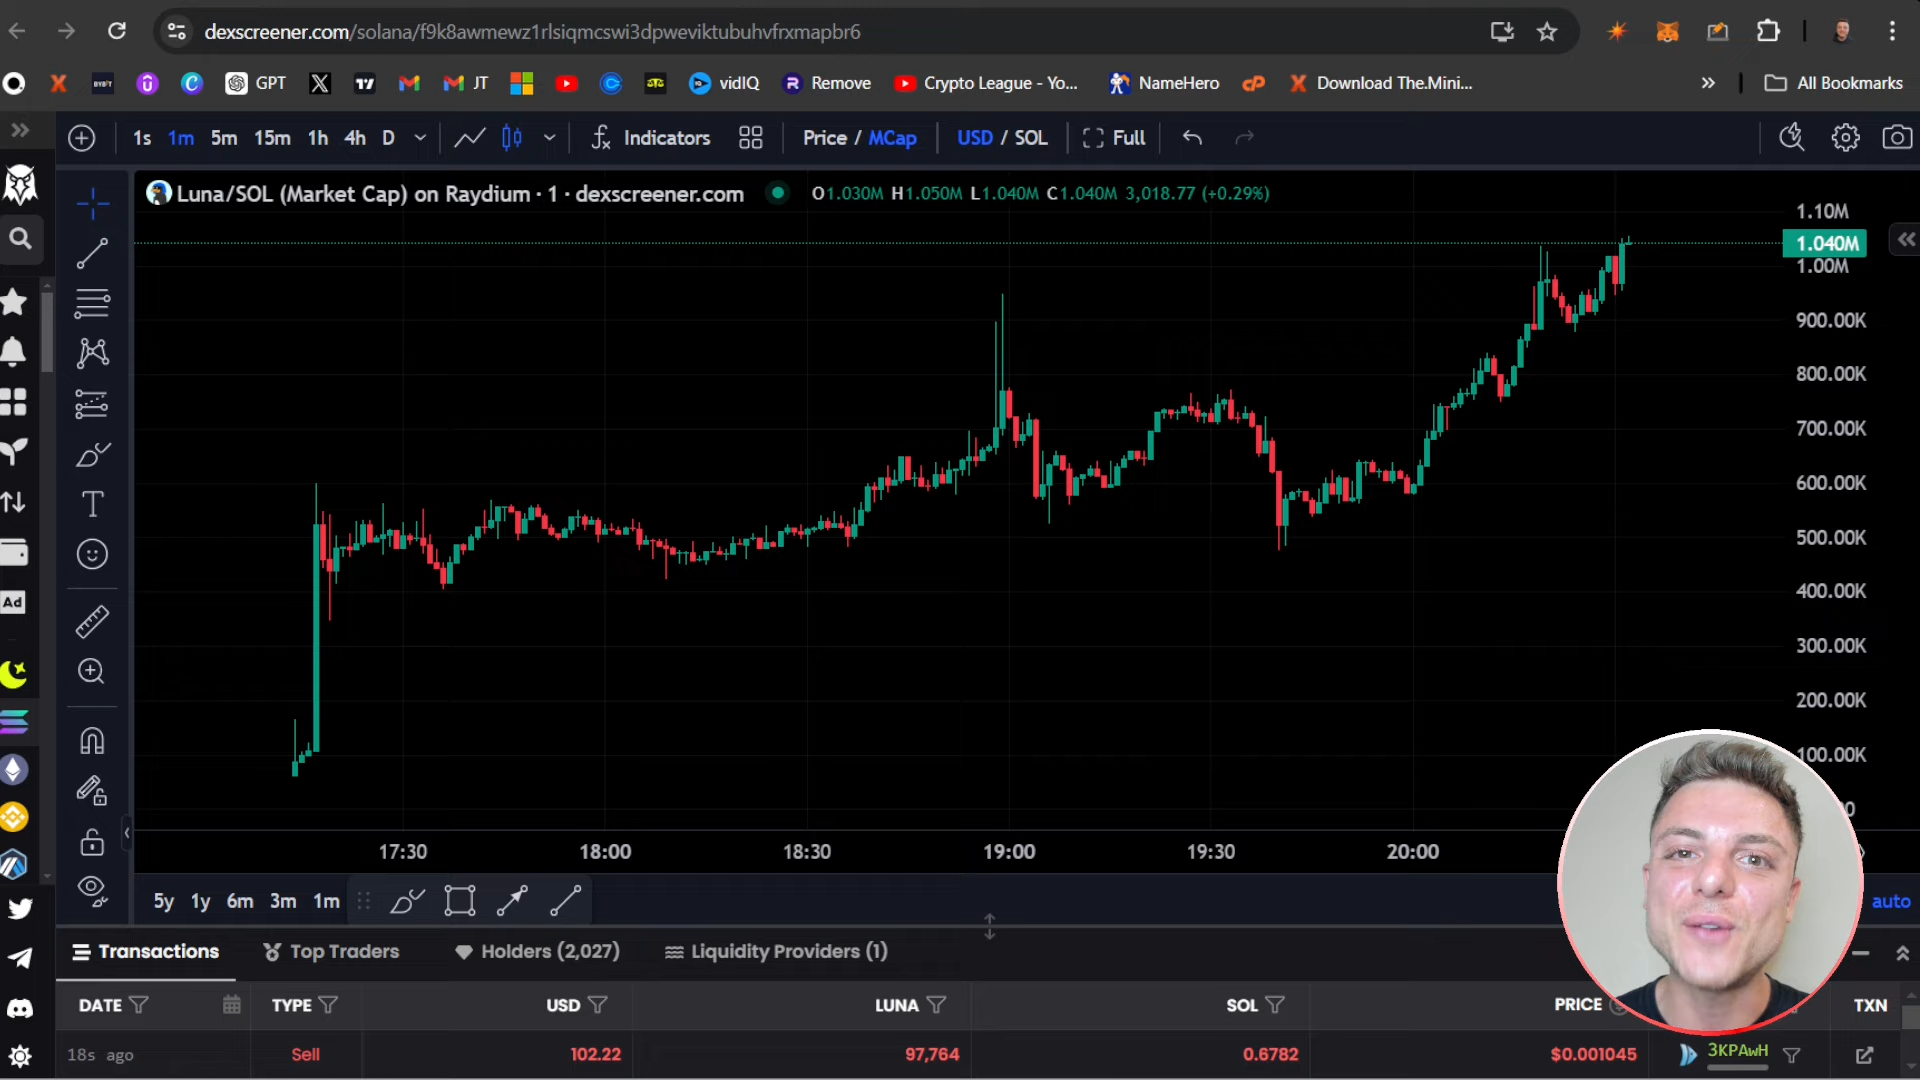 dexscreener.com/solana/f9k8awmewz1rlsiqmcswi3dpweviktubuhvfrxmapbr6
BYBIT GPT JT vidIQ Remove Crypto League - Yo... NameHero cP Download The.Mini... All Bookmarks
1s 1m 5m 15m 1h 4h D Indicators Price / MCap USD / SOL Full
Luna/SOL (Market Cap) on Raydium · 1 · dexscreener.com O1.030M H1.050M L1.040M C1.040M 3,018.77 (+0.29%)
1.10M
1.040M
1.00M
900.00K
800.00K
700.00K
600.00K
500.00K
400.00K
300.00K
200.00K
100.00K
Ad
17:30 18:00 18:30 19:00 19:30 20:00
5y 1y 6m 3m 1m auto
Transactions Top Traders Holders (2,027) Liquidity Providers (1)
DATE TYPE USD LUNA SOL PRICE TXN
18s ago Sell 102.22 97,764 0.6782 $0.001045 3KPAwH